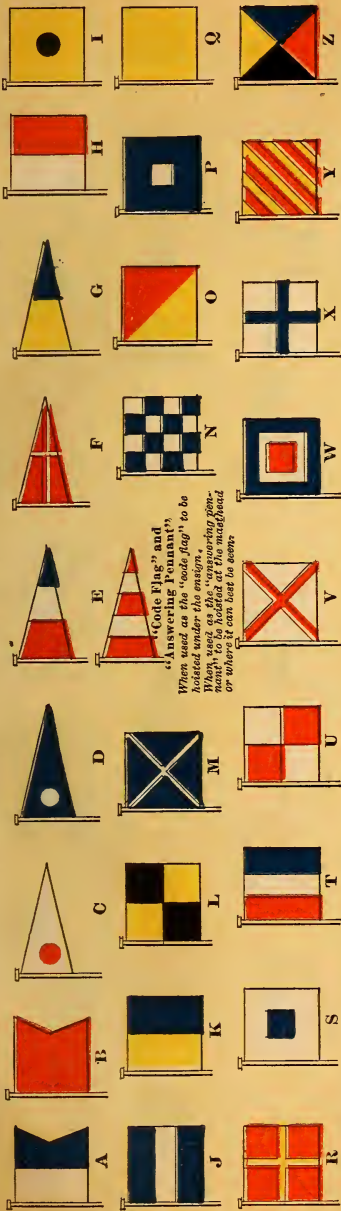 A
B
C
D
E
F
G
H
I
J
K
L
M
"Code Flag" and
"Answering Pennant"
When used as the "code flag" to be
hoisted under the ensign.
When used as the "answering pen-
nant" to be hoisted at the masthead
or where it can best be seen.
N
O
P
Q
R
S
T
U
V
W
X
Y
Z